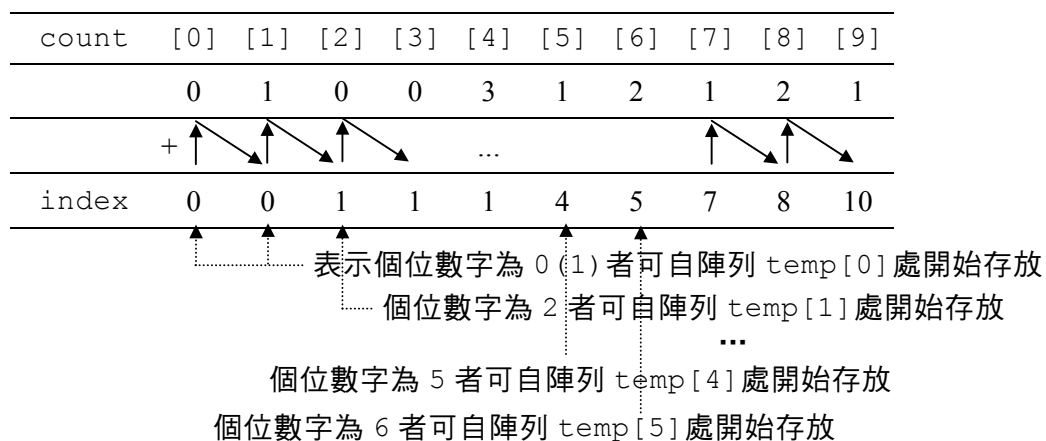 count [0] [1] [2] [3] [4] [5] [6] [7] [8] [9]
0 1 0 0 3 1 2 1 2 1
+ ...
index 0 0 1 1 1 4 5 7 8 10
表示個位數字為 0(1)者可自陣列 temp[0]處開始存放
個位數字為 2 者可自陣列 temp[1]處開始存放
...
個位數字為 5 者可自陣列 temp[4]處開始存放
個位數字為 6 者可自陣列 temp[5]處開始存放